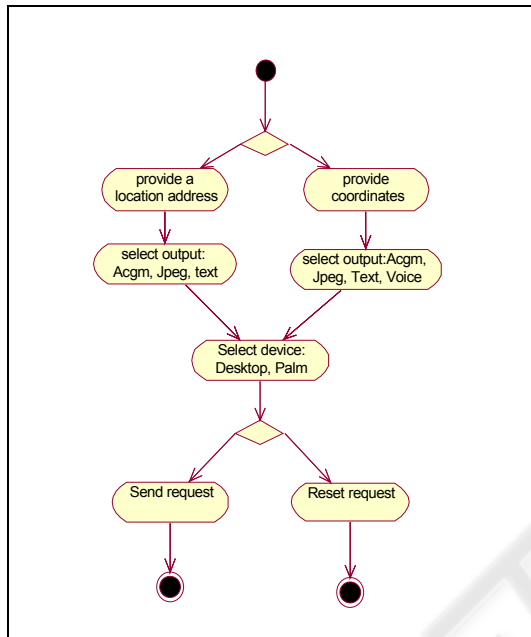 provide a
location address
provide
coordinates
select output:
Acgm, Jpeg, text
select output:Acgm,
Jpeg, Text, Voice
Select device:
Desktop, Palm
Send request
Reset request